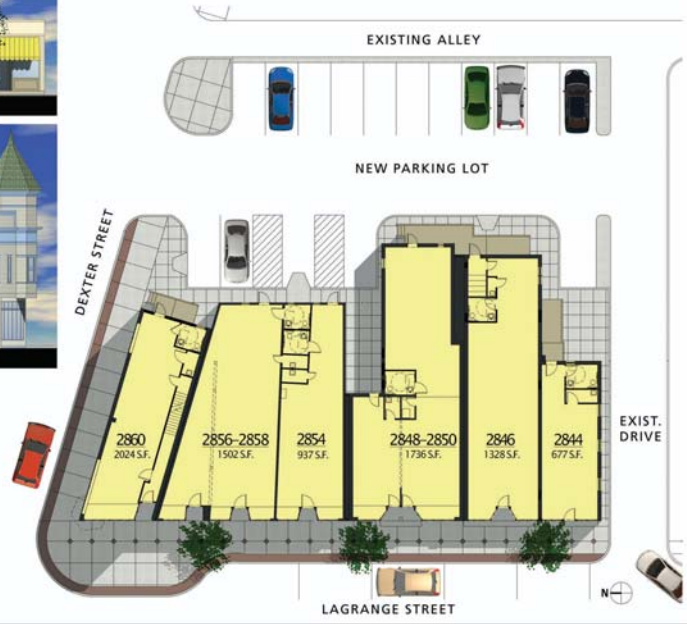 EXISTING ALLEY
NEW PARKING LOT
DEXTER STREET
2860
2024 S.F.
2856–2858
1502 S.F.
2854
937 S.F.
2848–2850
1736 S.F.
2846
1328 S.F.
2844
677 S.F.
EXIST.
DRIVE
N
LAGRANGE STREET